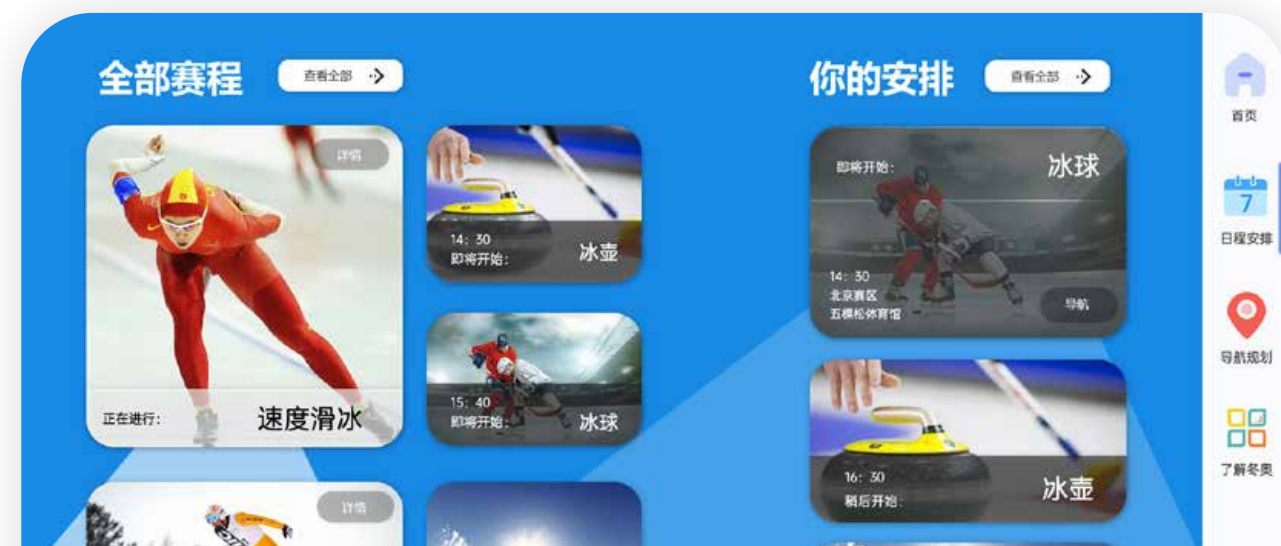 全部赛程
查看全部
详情
正在进行：
速度滑冰
14：30
即将开始：
冰壶
15：40
即将开始：
冰球
详情
你的安排
查看全部
即将开始：
冰球
14：30
北京赛区
五棵松体育馆
导航
16：30
稍后开始：
冰壶
首页
7
日程安排
导航规划
了解冬奥